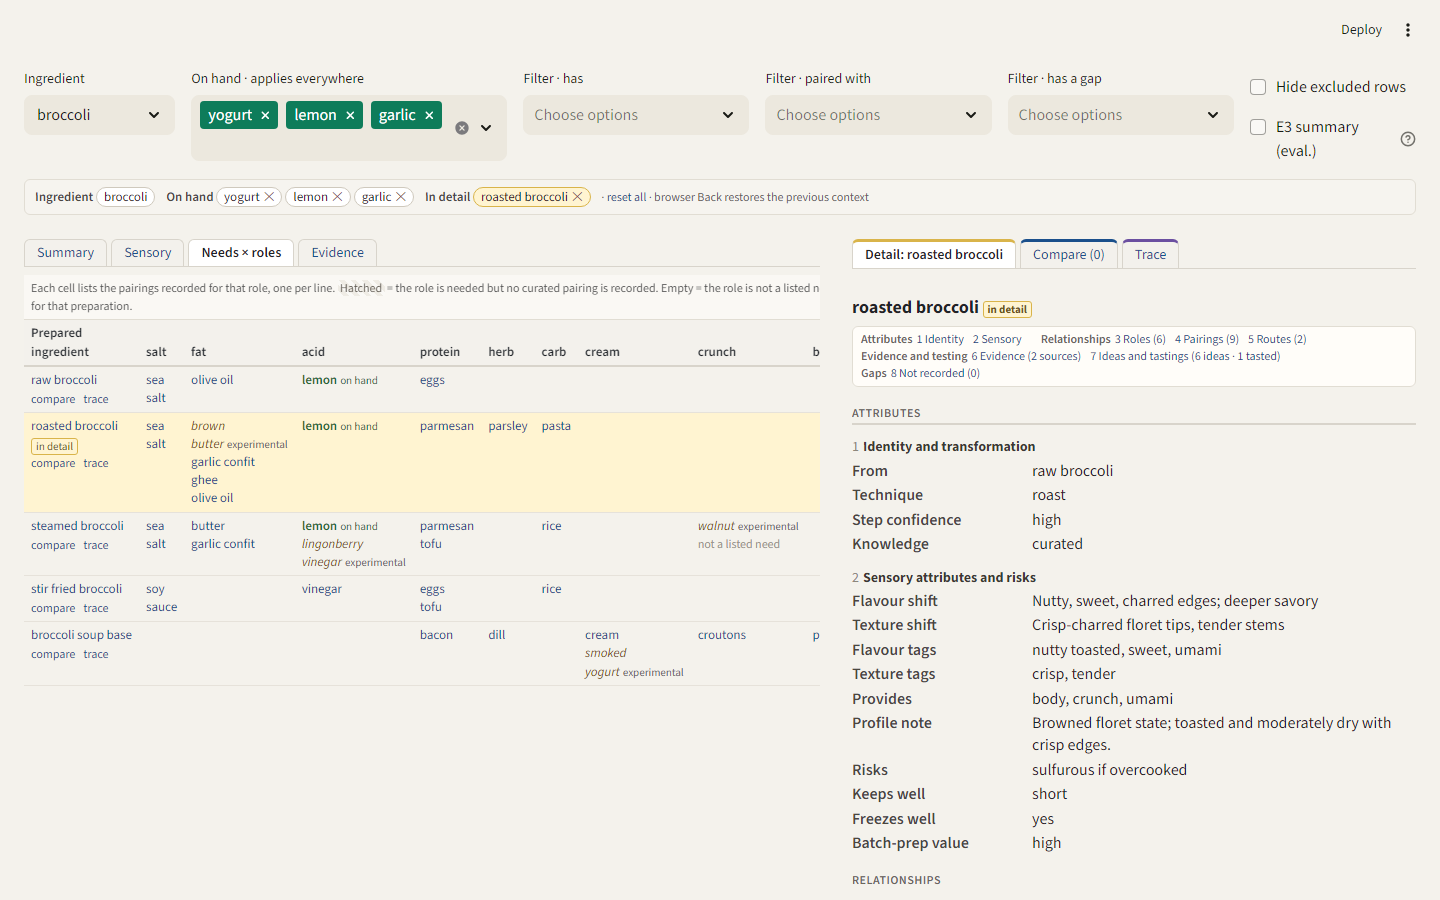 Deploy
Ingredient
On hand · applies everywhere
Filter · has
Filter · paired with
Filter · has a gap
broccoli
yogurt × lemon × garlic ×
Choose options
Choose options
Choose options
Hide excluded rows
E3 summary (eval.)
Ingredient broccoli On hand yogurt × lemon × garlic × In detail roasted broccoli × · reset all · browser Back restores the previous context
Summary Sensory Needs × roles Evidence
Each cell lists the pairings recorded for that role, one per line. Hatched = the role is needed but no curated pairing is recorded. Empty = the role is not a listed n
for that preparation.
Prepared
ingredient salt fat acid protein herb carb cream crunch b
raw broccoli sea olive oil lemon on hand eggs
compare trace salt
roasted broccoli sea brown lemon on hand parmesan parsley pasta
in detail salt butter experimental
compare trace garlic confit
ghee
olive oil
steamed broccoli sea butter lemon on hand parmesan rice walnut experimental
compare trace salt garlic confit lingonberry tofu not a listed need
vinegar experimental
stir fried broccoli soy vinegar eggs rice
compare trace sauce tofu
broccoli soup base bacon dill cream croutons p
compare trace smoked
yogurt experimental
Detail: roasted broccoli Compare (0) Trace
roasted broccoli in detail
Attributes 1 Identity 2 Sensory Relationships 3 Roles (6) 4 Pairings (9) 5 Routes (2)
Evidence and testing 6 Evidence (2 sources) 7 Ideas and tastings (6 ideas · 1 tasted)
Gaps 8 Not recorded (0)
ATTRIBUTES
1 Identity and transformation
From raw broccoli
Technique roast
Step confidence high
Knowledge curated
2 Sensory attributes and risks
Flavour shift Nutty, sweet, charred edges; deeper savory
Texture shift Crisp-charred floret tips, tender stems
Flavour tags nutty toasted, sweet, umami
Texture tags crisp, tender
Provides body, crunch, umami
Profile note Browned floret state; toasted and moderately dry with
crisp edges.
Risks sulfurous if overcooked
Keeps well short
Freezes well yes
Batch-prep value high
RELATIONSHIPS